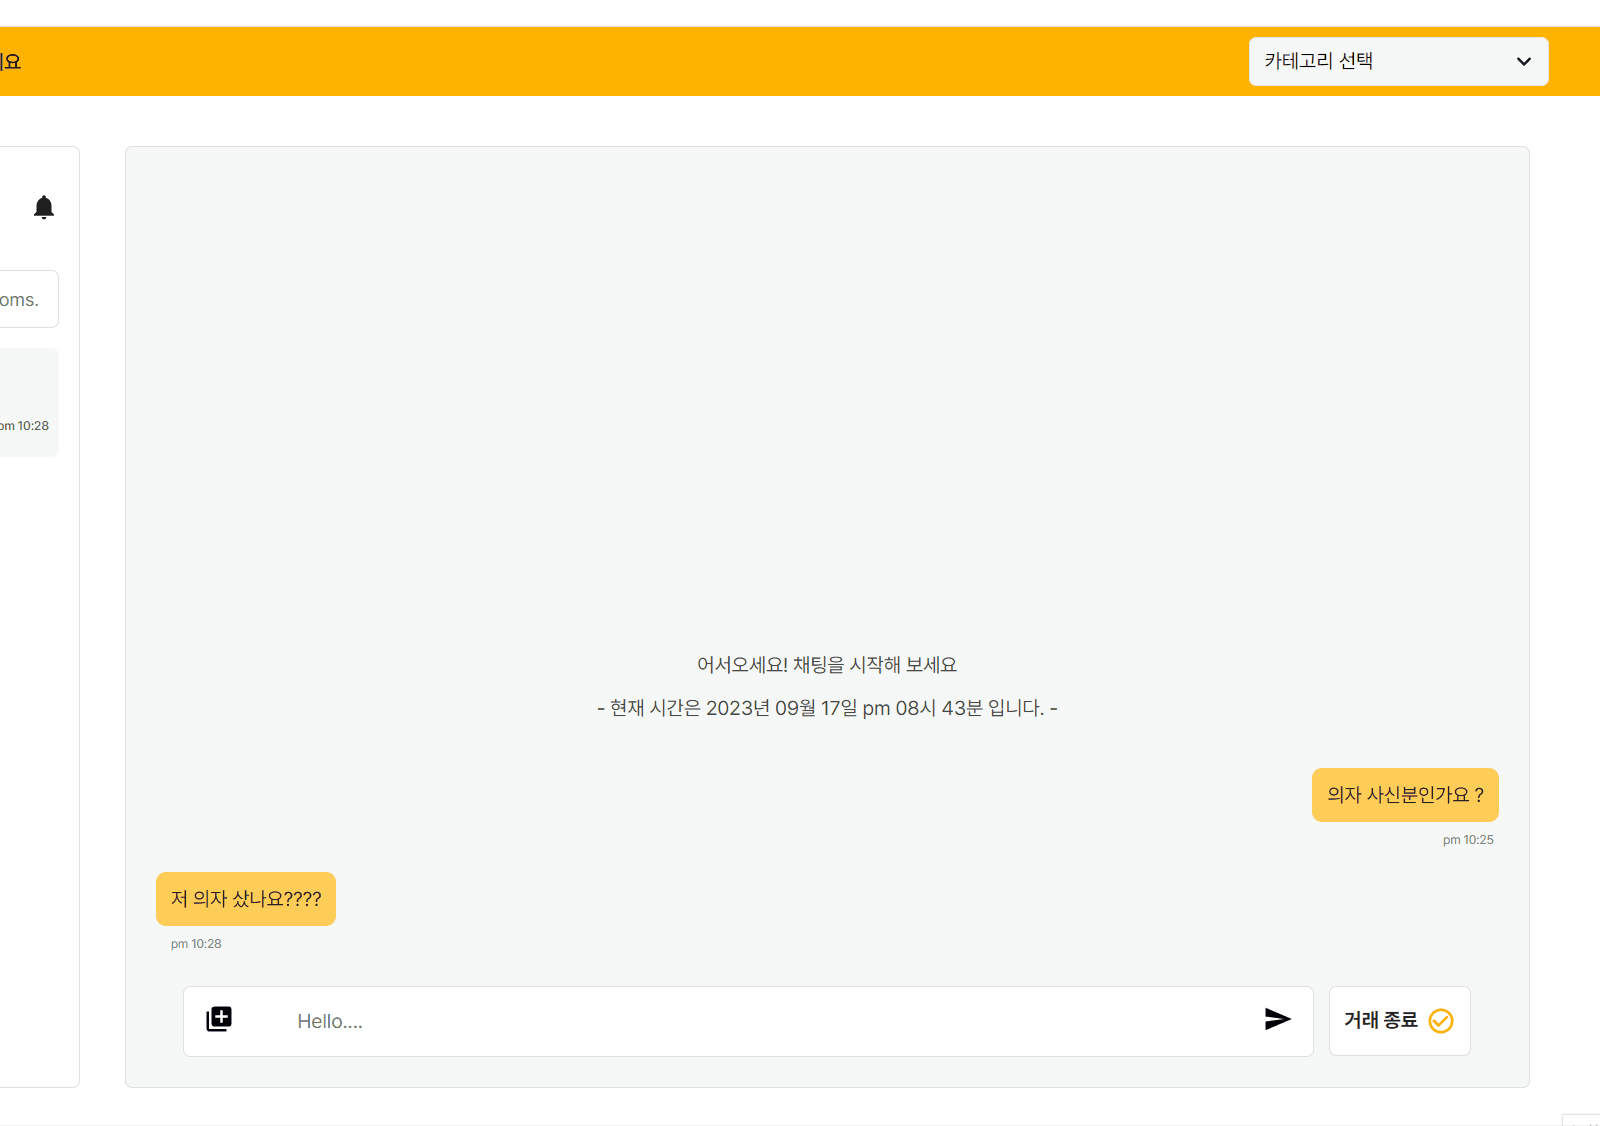 요
카테고리 선택
oms.
pm 10:28
어서오세요! 채팅을 시작해 보세요
- 현재 시간은 2023년 09월 17일 pm 08시 43분 입니다. -
의자 사신분인가요 ?
pm 10:25
저 의자 샀나요????
pm 10:28
Hello....
거래 종료